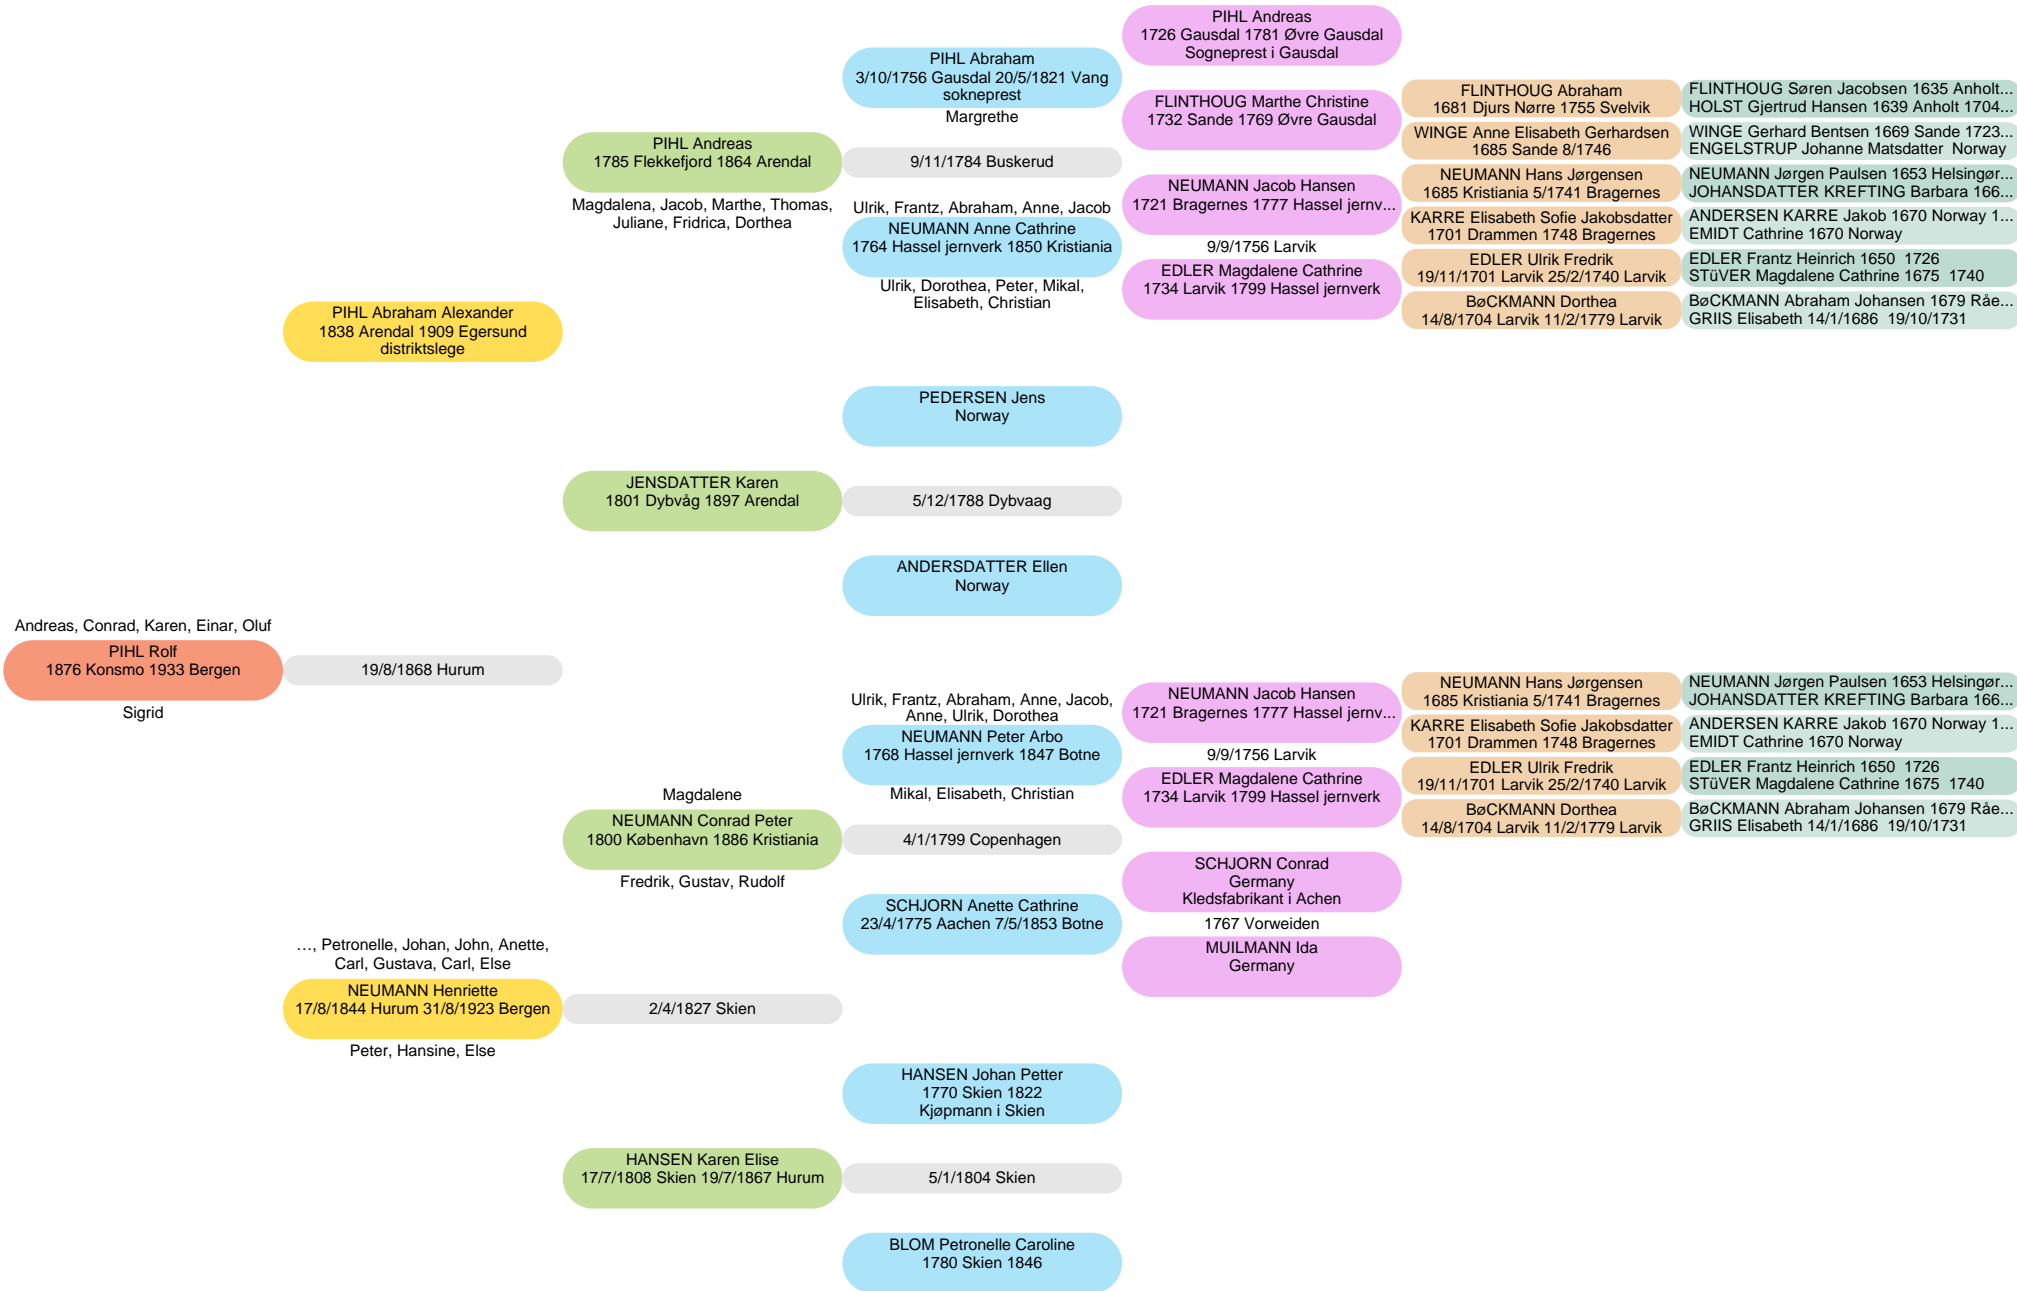 PIHL Andreas
1726 Gausdal 1781 Øvre Gausdal
Sogneprest i Gausdal
PIHL Abraham
3/10/1756 Gausdal 20/5/1821 Vang
sokneprest
Margrethe
FLINTHOUG Marthe Christine
1732 Sande 1769 Øvre Gausdal
FLINTHOUG Abraham
1681 Djurs Nørre 1755 Svelvik
FLINTHOUG Søren Jacobsen 1635 Anholt...
HOLST Gjertrud Hansen 1639 Anholt 1704...
WINGE Anne Elisabeth Gerhardsen
1685 Sande 8/1746
WINGE Gerhard Bentsen 1669 Sande 1723...
ENGELSTRUP Johanne Matsdatter  Norway
PIHL Andreas
1785 Flekkefjord 1864 Arendal
9/11/1784 Buskerud
Magdalena, Jacob, Marthe, Thomas,
Juliane, Fridrica, Dorthea
Ulrik, Frantz, Abraham, Anne, Jacob
NEUMANN Anne Cathrine
1764 Hassel jernverk 1850 Kristiania
Ulrik, Dorothea, Peter, Mikal,
Elisabeth, Christian
NEUMANN Jacob Hansen
1721 Bragernes 1777 Hassel jernv...
9/9/1756 Larvik
EDLER Magdalene Cathrine
1734 Larvik 1799 Hassel jernverk
NEUMANN Hans Jørgensen
1685 Kristiania 5/1741 Bragernes
NEUMANN Jørgen Paulsen 1653 Helsingør...
JOHANSDATTER KREFTING Barbara 166...
KARRE Elisabeth Sofie Jakobsdatter
1701 Drammen 1748 Bragernes
ANDERSEN KARRE Jakob 1670 Norway 1...
EMIDT Cathrine 1670 Norway
EDLER Ulrik Fredrik
19/11/1701 Larvik 25/2/1740 Larvik
EDLER Frantz Heinrich 1650  1726
STüVER Magdalene Cathrine 1675  1740
BøCKMANN Dorthea
14/8/1704 Larvik 11/2/1779 Larvik
BøCKMANN Abraham Johansen 1679 Råe...
GRIIS Elisabeth 14/1/1686  19/10/1731
PIHL Abraham Alexander
1838 Arendal 1909 Egersund
distriktslege
PEDERSEN Jens
Norway
JENSDATTER Karen
1801 Dybvåg 1897 Arendal
5/12/1788 Dybvaag
ANDERSDATTER Ellen
Norway
Andreas, Conrad, Karen, Einar, Oluf
PIHL Rolf
1876 Konsmo 1933 Bergen
Sigrid
19/8/1868 Hurum
Ulrik, Frantz, Abraham, Anne, Jacob,
Anne, Ulrik, Dorothea
NEUMANN Peter Arbo
1768 Hassel jernverk 1847 Botne
Mikal, Elisabeth, Christian
NEUMANN Jacob Hansen
1721 Bragernes 1777 Hassel jernv...
9/9/1756 Larvik
EDLER Magdalene Cathrine
1734 Larvik 1799 Hassel jernverk
NEUMANN Hans Jørgensen
1685 Kristiania 5/1741 Bragernes
NEUMANN Jørgen Paulsen 1653 Helsingør...
JOHANSDATTER KREFTING Barbara 166...
KARRE Elisabeth Sofie Jakobsdatter
1701 Drammen 1748 Bragernes
ANDERSEN KARRE Jakob 1670 Norway 1...
EMIDT Cathrine 1670 Norway
EDLER Ulrik Fredrik
19/11/1701 Larvik 25/2/1740 Larvik
EDLER Frantz Heinrich 1650  1726
STüVER Magdalene Cathrine 1675  1740
BøCKMANN Dorthea
14/8/1704 Larvik 11/2/1779 Larvik
BøCKMANN Abraham Johansen 1679 Råe...
GRIIS Elisabeth 14/1/1686  19/10/1731
Magdalene
NEUMANN Conrad Peter
1800 København 1886 Kristiania
Fredrik, Gustav, Rudolf
4/1/1799 Copenhagen
SCHJORN Conrad
Germany
Kledsfabrikant i Achen
SCHJORN Anette Cathrine
23/4/1775 Aachen 7/5/1853 Botne
1767 Vorweiden
MUILMANN Ida
Germany
..., Petronelle, Johan, John, Anette,
Carl, Gustava, Carl, Else
NEUMANN Henriette
17/8/1844 Hurum 31/8/1923 Bergen
Peter, Hansine, Else
2/4/1827 Skien
HANSEN Johan Petter
1770 Skien 1822
Kjøpmann i Skien
HANSEN Karen Elise
17/7/1808 Skien 19/7/1867 Hurum
5/1/1804 Skien
BLOM Petronelle Caroline
1780 Skien 1846